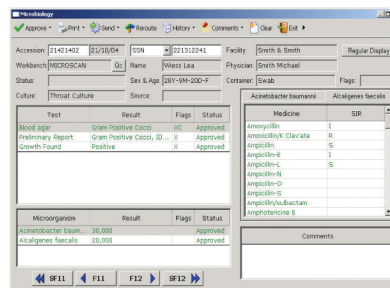 Microbiology
Approve Print Send Reroute History Comments Clear Exit
Accession: 21421402 21/10/04 SSN 221312241 Facility Smith & Smith Regular Display
Workbench: MICROSCAN Qc Name: Wiess Lea Physician: Smith Michael
Status: Sex & Age: 28Y-9M-20D-F Container: Swab Flags:
Culture: Throat Culture Source:
Acinetobacter baumannii Alcaligenes faecalis
Test Result Flags Status
Blood agar Gram Positive Cocci XC Approved
Preliminary Report Gram Positive Cocci, ID... X Approved
Growth Found Positive X Approved
Medicine SIR
Amoxycillin I
Amoxicillin/K Clav'ate R
Ampicillin S
Ampicillin-E I
Ampicillin-L S
Ampicillin-N
Ampicillin-O
Ampicillin-S
Ampicillin/sulbactam
Amphotericine B
Microorganism Result Flags Status
Acinetobacter baum... 30,000 Approved
Alcaligenes faecalis 20,000 Approved
Comments
SF11 F11 F12 SF12